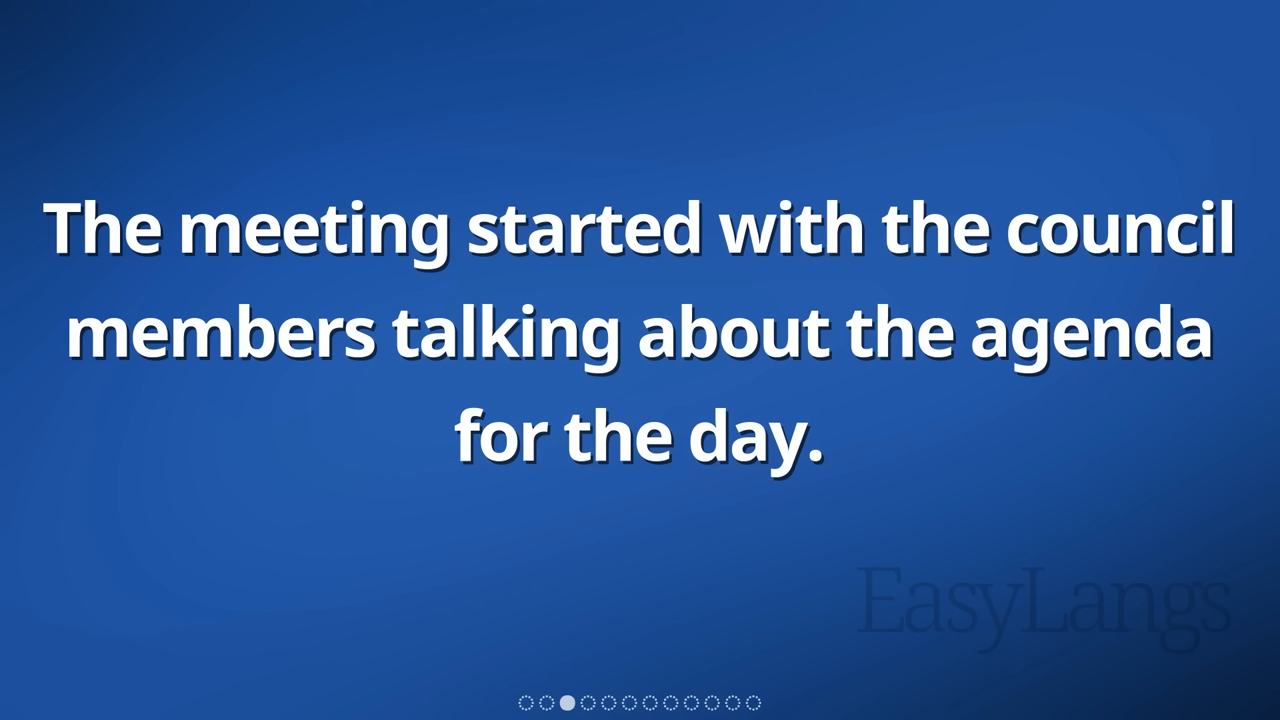 The meeting started with the council
members talking about the agenda
for the day.
EasyLangs